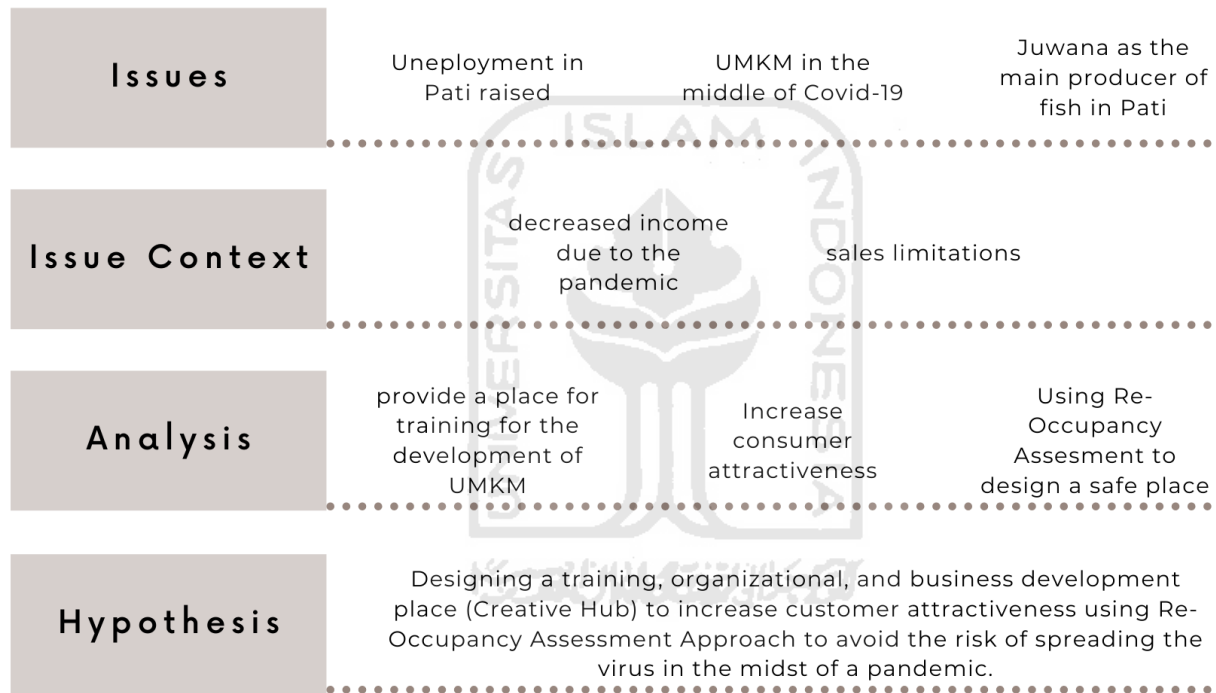 Issues
Uneployment in
Pati raised
UMKM in the
middle of Covid-19
Juwana as the
main producer of
fish in Pati
Issue Context
decreased income
due to the
pandemic
sales limitations
Analysis
provide a place for
training for the
development of
UMKM
Increase
consumer
attractiveness
Using Re-
Occupancy
Assesment to
design a safe place
Hypothesis
Designing a training, organizational, and business development
place (Creative Hub) to increase customer attractiveness using Re-
Occupancy Assessment Approach to avoid the risk of spreading the
virus in the midst of a pandemic.
UNIVERSITAS
ISLAM
INDONESIA